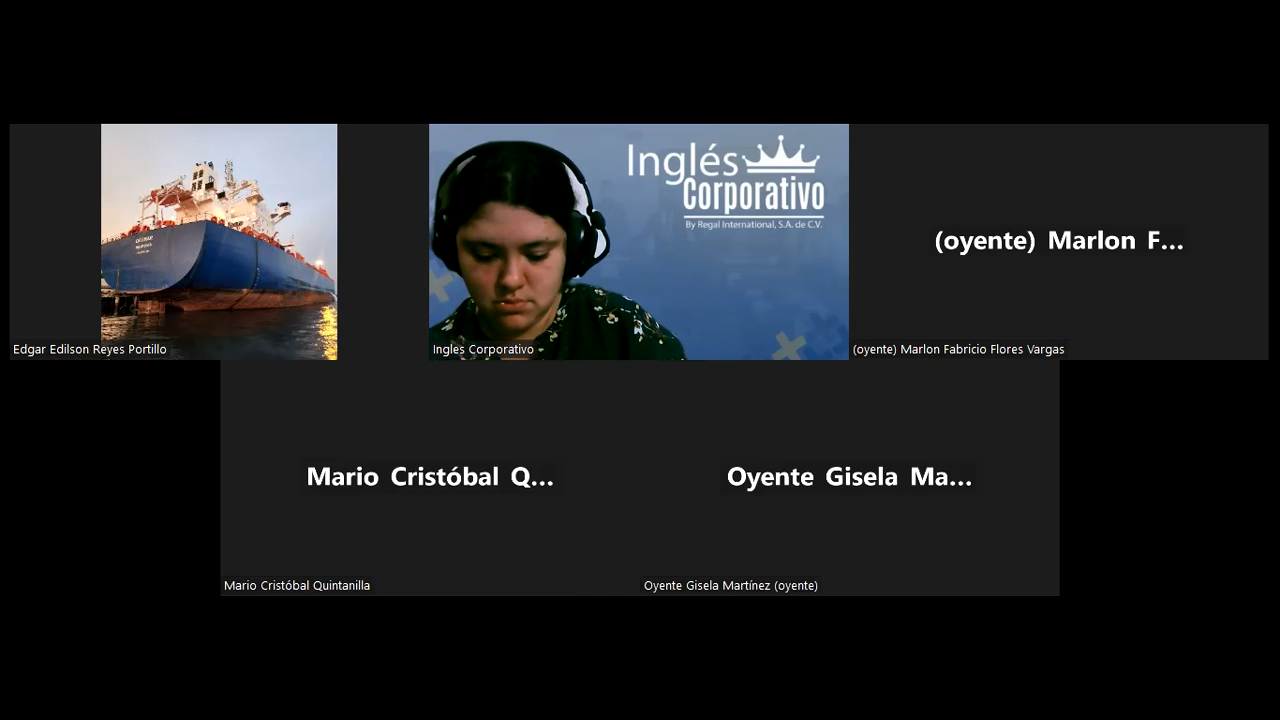 Inglés
Corporativo
By Regal International, S.A. de C.V.
(oyente) Marlon F...
Edgar Edilson Reyes Portillo
Ingles Corporativo
(oyente) Marlon Fabricio Flores Vargas
Mario Cristóbal Q...
Oyente Gisela Ma...
Mario Cristóbal Quintanilla
Oyente Gisela Martínez (oyente)